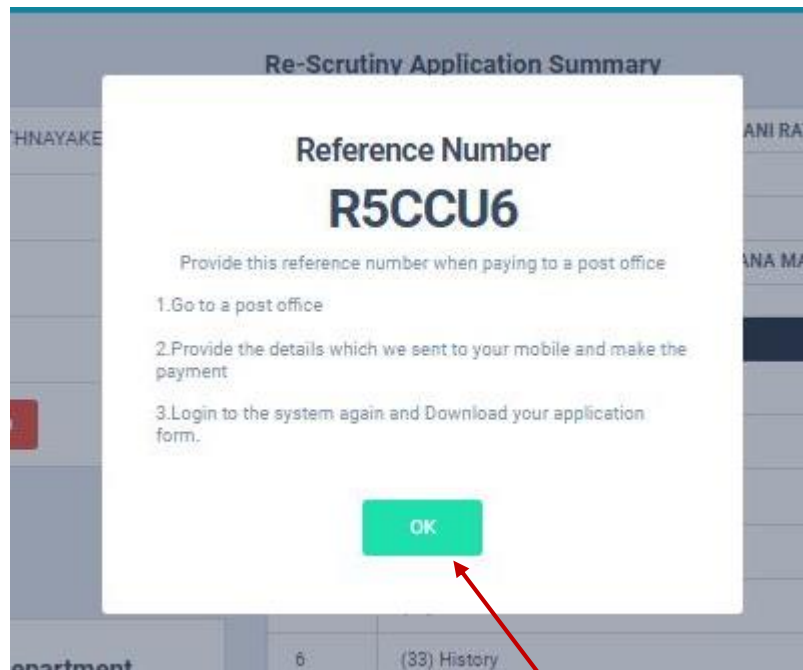 Re-Scrutiny Application Summary
THNAYAKE
ANI RA
Reference Number
R5CCU6
Provide this reference number when paying to a post office
ANA MA
1.Go to a post office
2.Provide the details which we sent to your mobile and make the
payment
3.Login to the system again and Download your application
form.
OK
epartment
6 (33) History